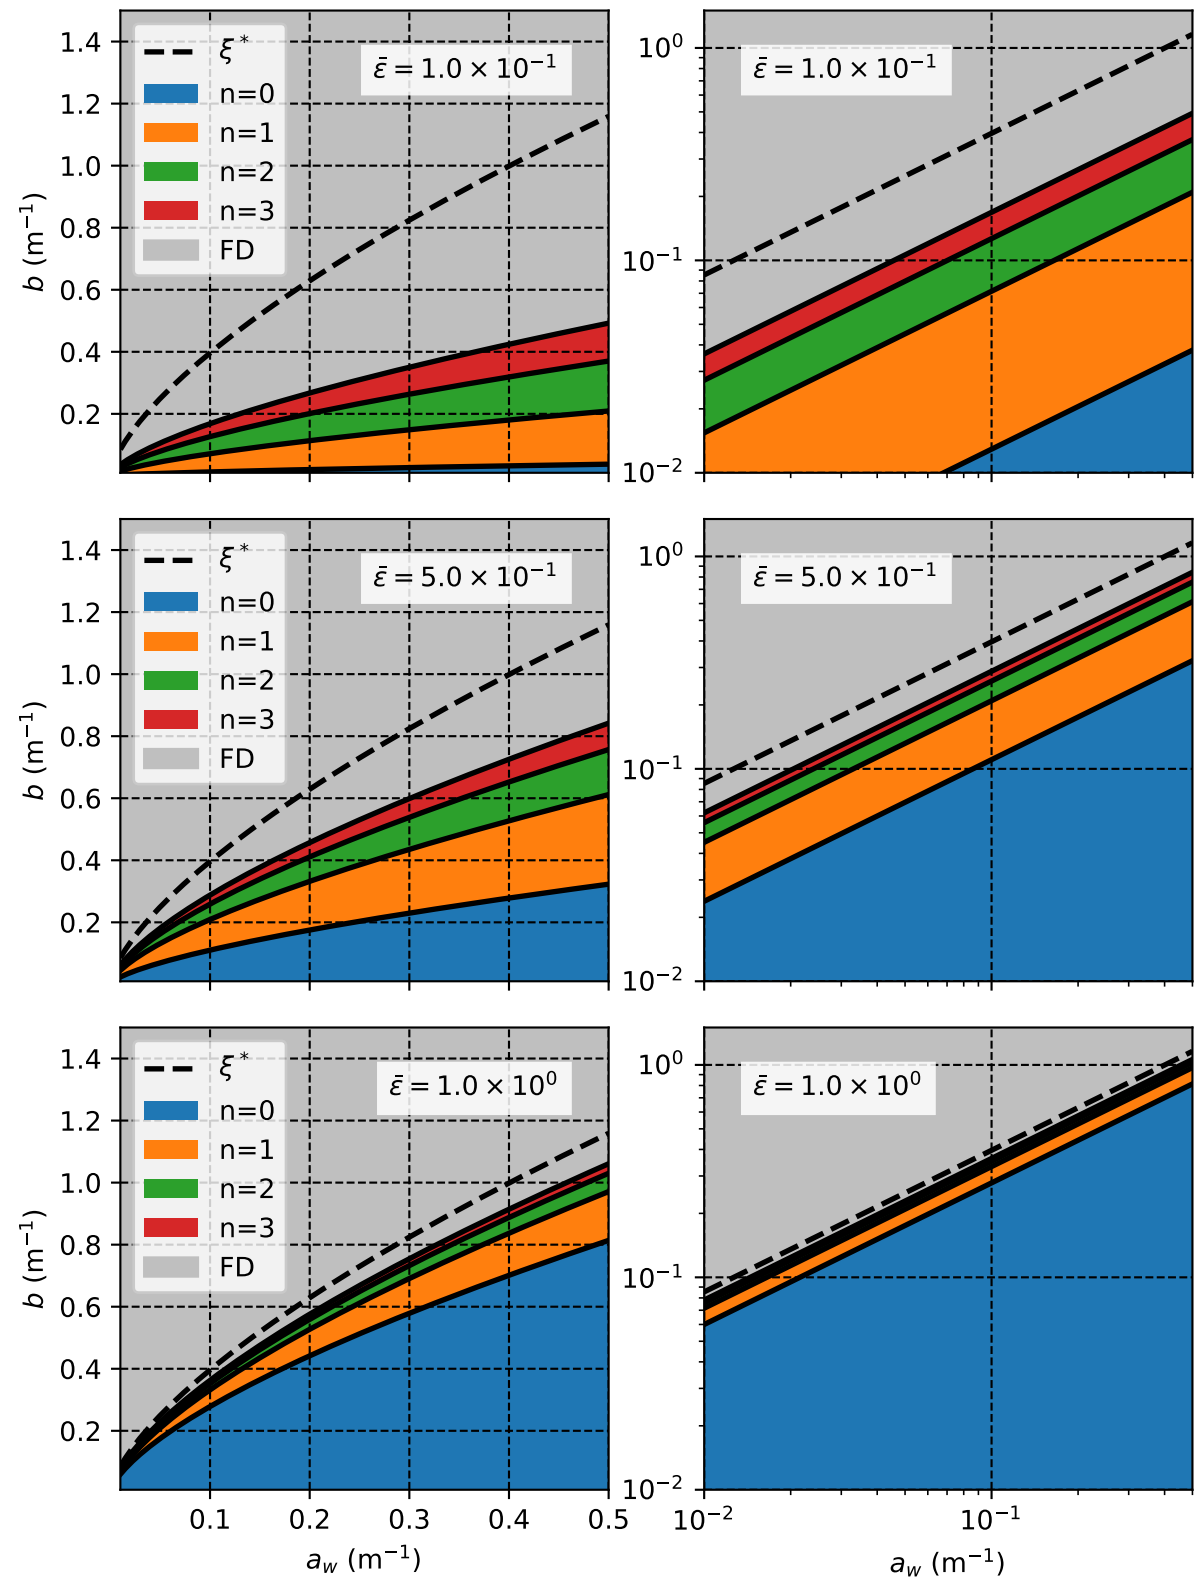 1.4
1.2
1.0
0.8
0.6
0.4
0.2
b (m⁻¹)
ξ*
n=0
n=1
n=2
n=3
FD
ε̄ = 1.0 × 10⁻¹
10⁰
10⁻¹
10⁻²
ε̄ = 1.0 × 10⁻¹
1.4
1.2
1.0
0.8
0.6
0.4
0.2
b (m⁻¹)
ξ*
n=0
n=1
n=2
n=3
FD
ε̄ = 5.0 × 10⁻¹
10⁰
10⁻¹
10⁻²
ε̄ = 5.0 × 10⁻¹
1.4
1.2
1.0
0.8
0.6
0.4
0.2
b (m⁻¹)
ξ*
n=0
n=1
n=2
n=3
FD
ε̄ = 1.0 × 10⁰
0.1 0.2 0.3 0.4 0.5
a_w (m⁻¹)
10⁰
10⁻¹
10⁻²
ε̄ = 1.0 × 10⁰
10⁻² 10⁻¹
a_w (m⁻¹)